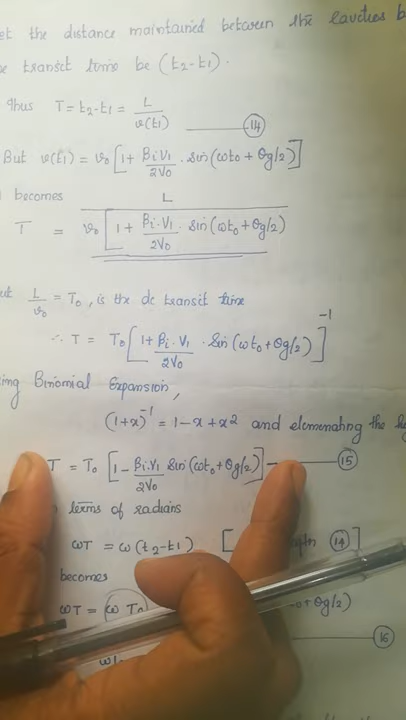 the distance maintained between the cavities
transit time be (t2-t1).
Thus T = t2-t1 = L / v(t1) —— (14)
But v(t1) = v0 [1 + βi.V1 / 2V0 . sin(ωt0 + θg/2)]
becomes
T = L / v0 [1 + βi.V1 / 2V0 . sin(ωt0 + θg/2)]
L / v0 = T0, is the dc transit time
∴ T = T0 [1 + βi.V1 / 2V0 . sin(ωt0 + θg/2)]^-1
Binomial Expansion,
(1+x)^-1 = 1-x+x2 and elemenating the
T = T0 [1 - βi.V1 / 2V0 sin(ωt0 + θg/2)] —— (15)
terms of radians
ωT = ω(t2-t1) [ (14)]
becomes
ωT = ω T0 θg/2)
(16)